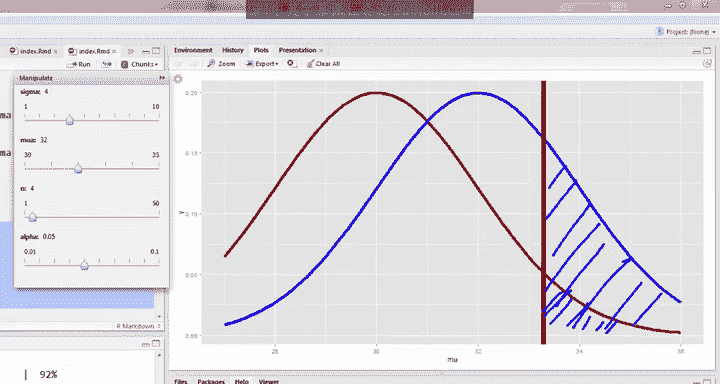 Project: (None)
index.Rmd index.Rmd
Environment History Plots Presentation
Run Chunks
Zoom Export Clear All
Manipulate
sigma: 4
1 10
mua: 32
30 35
n: 4
1 50
alpha: 0.05
0.01 0.1
ma
ma
R Markdown
| 92%
0.20
0.10
0.05
0.00
y
28 30 32 34 36
mu
Files Packages Help Viewer